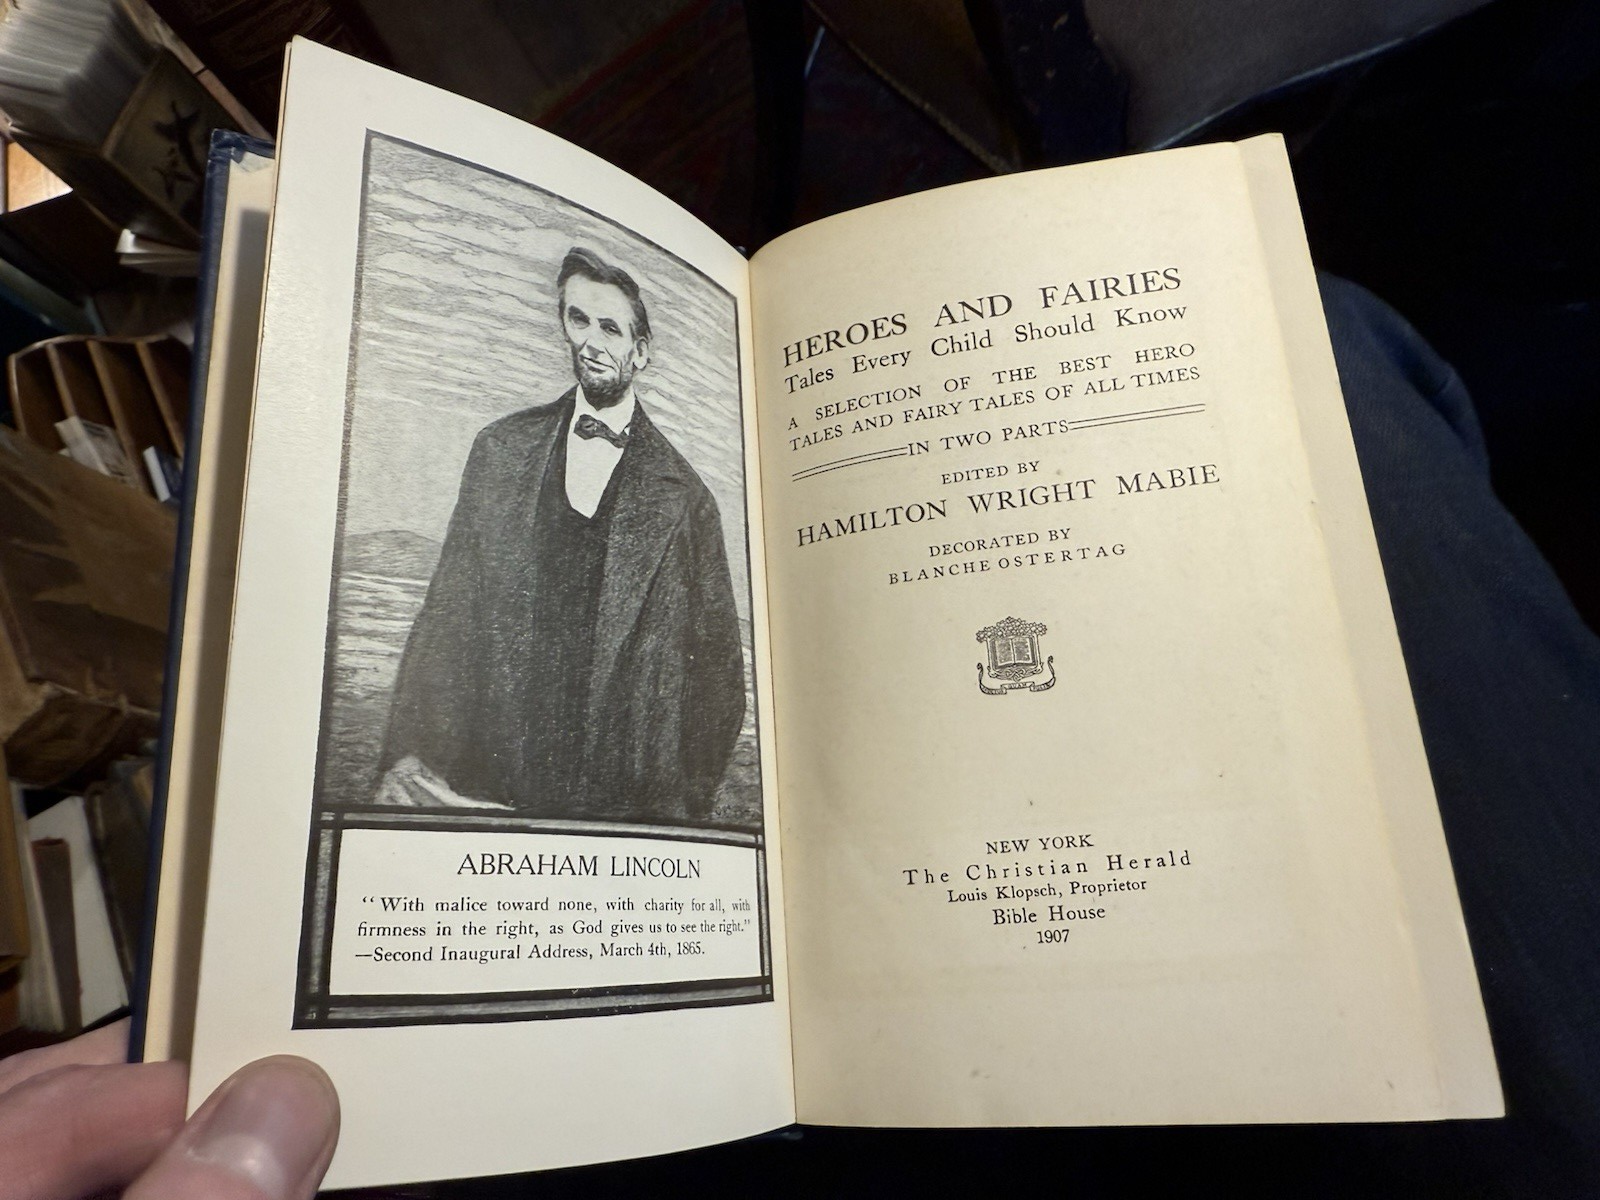 ABRAHAM LINCOLN
“With malice toward none, with charity for all, with
firmness in the right, as God gives us to see the right.”
—Second Inaugural Address, March 4th, 1865.
HEROES AND FAIRIES
Tales Every Child Should Know
A SELECTION OF THE BEST HERO
TALES AND FAIRY TALES OF ALL TIMES
IN TWO PARTS
EDITED BY
HAMILTON WRIGHT MABIE
DECORATED BY
BLANCHE OSTERTAG
NEW YORK
The Christian Herald
Louis Klopsch, Proprietor
Bible House
1907